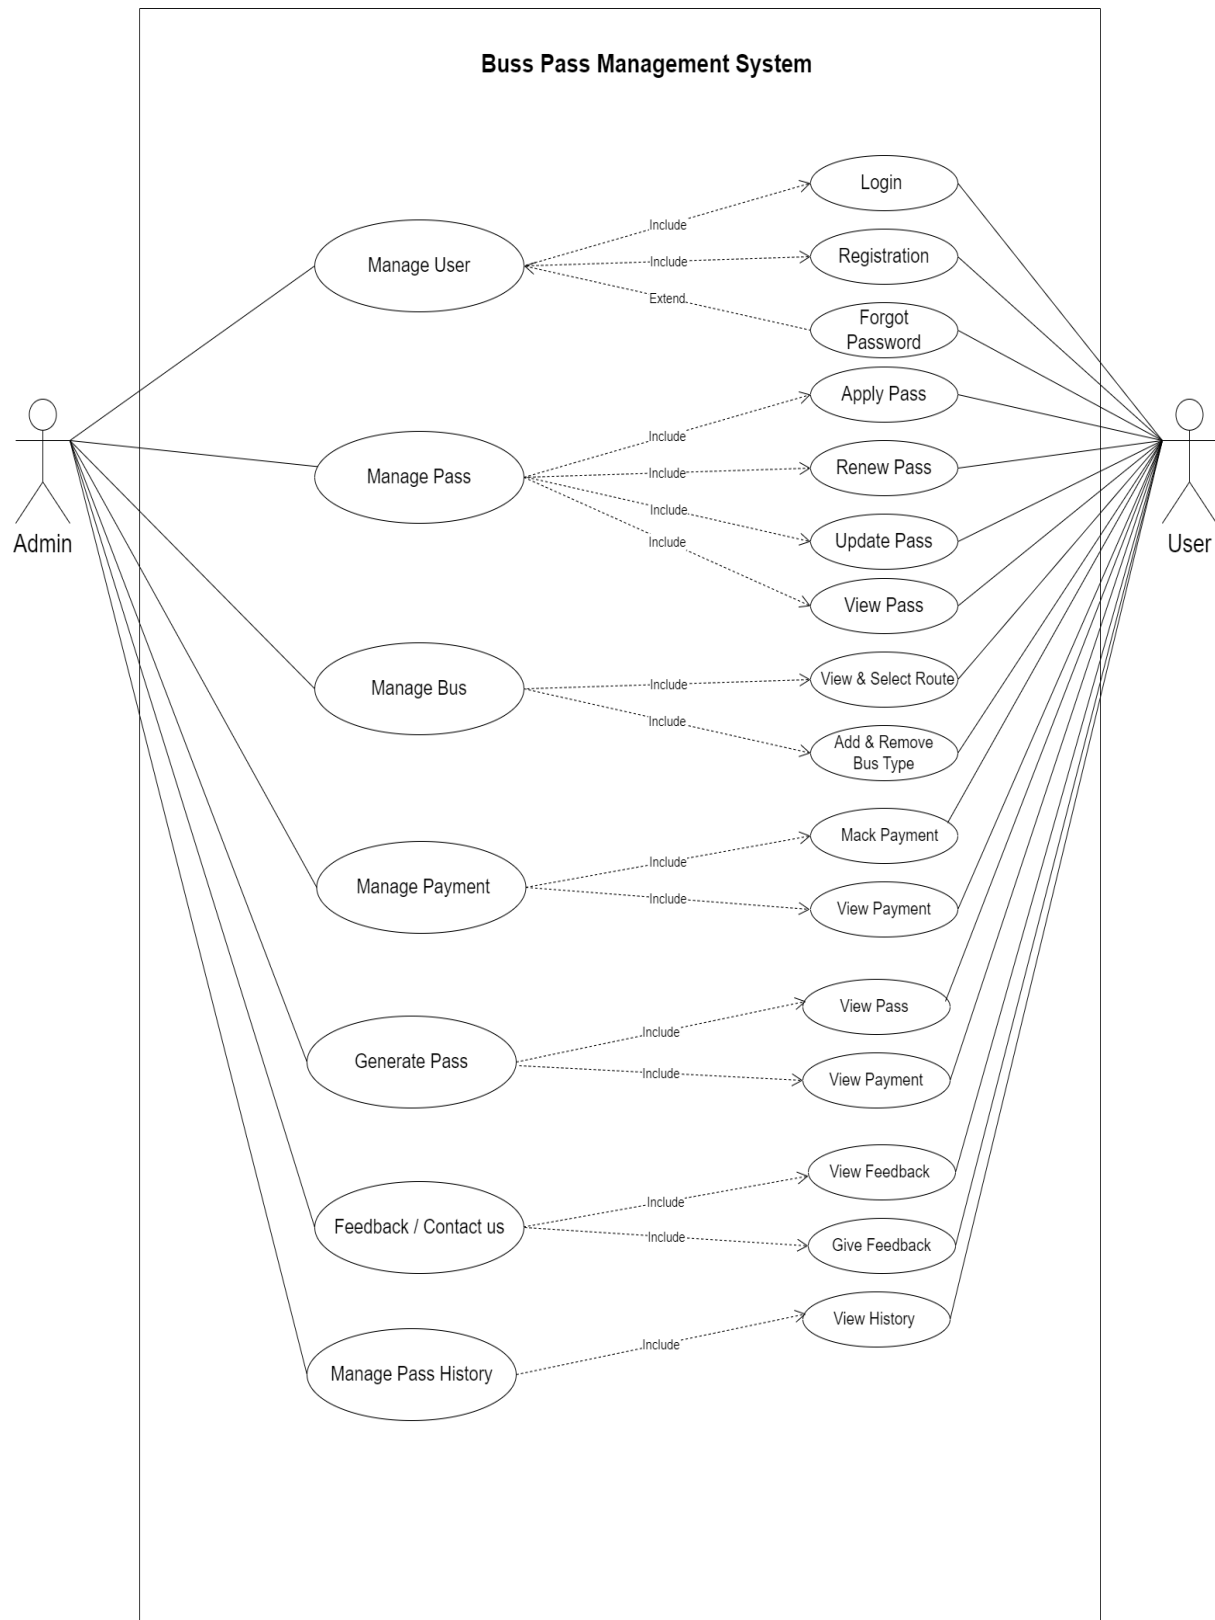 Buss Pass Management System
Login
Include
Manage User
Include
Registration
Extend
Forgot
Password
Apply Pass
Include
Manage Pass
Include
Renew Pass
Include
Update Pass
Include
View Pass
Admin
User
Manage Bus
Include
View & Select Route
Include
Add & Remove
Bus Type
Mack Payment
Include
Manage Payment
Include
View Payment
View Pass
Include
Generate Pass
Include
View Payment
View Feedback
Include
Feedback / Contact us
Include
Give Feedback
View History
Include
Manage Pass History